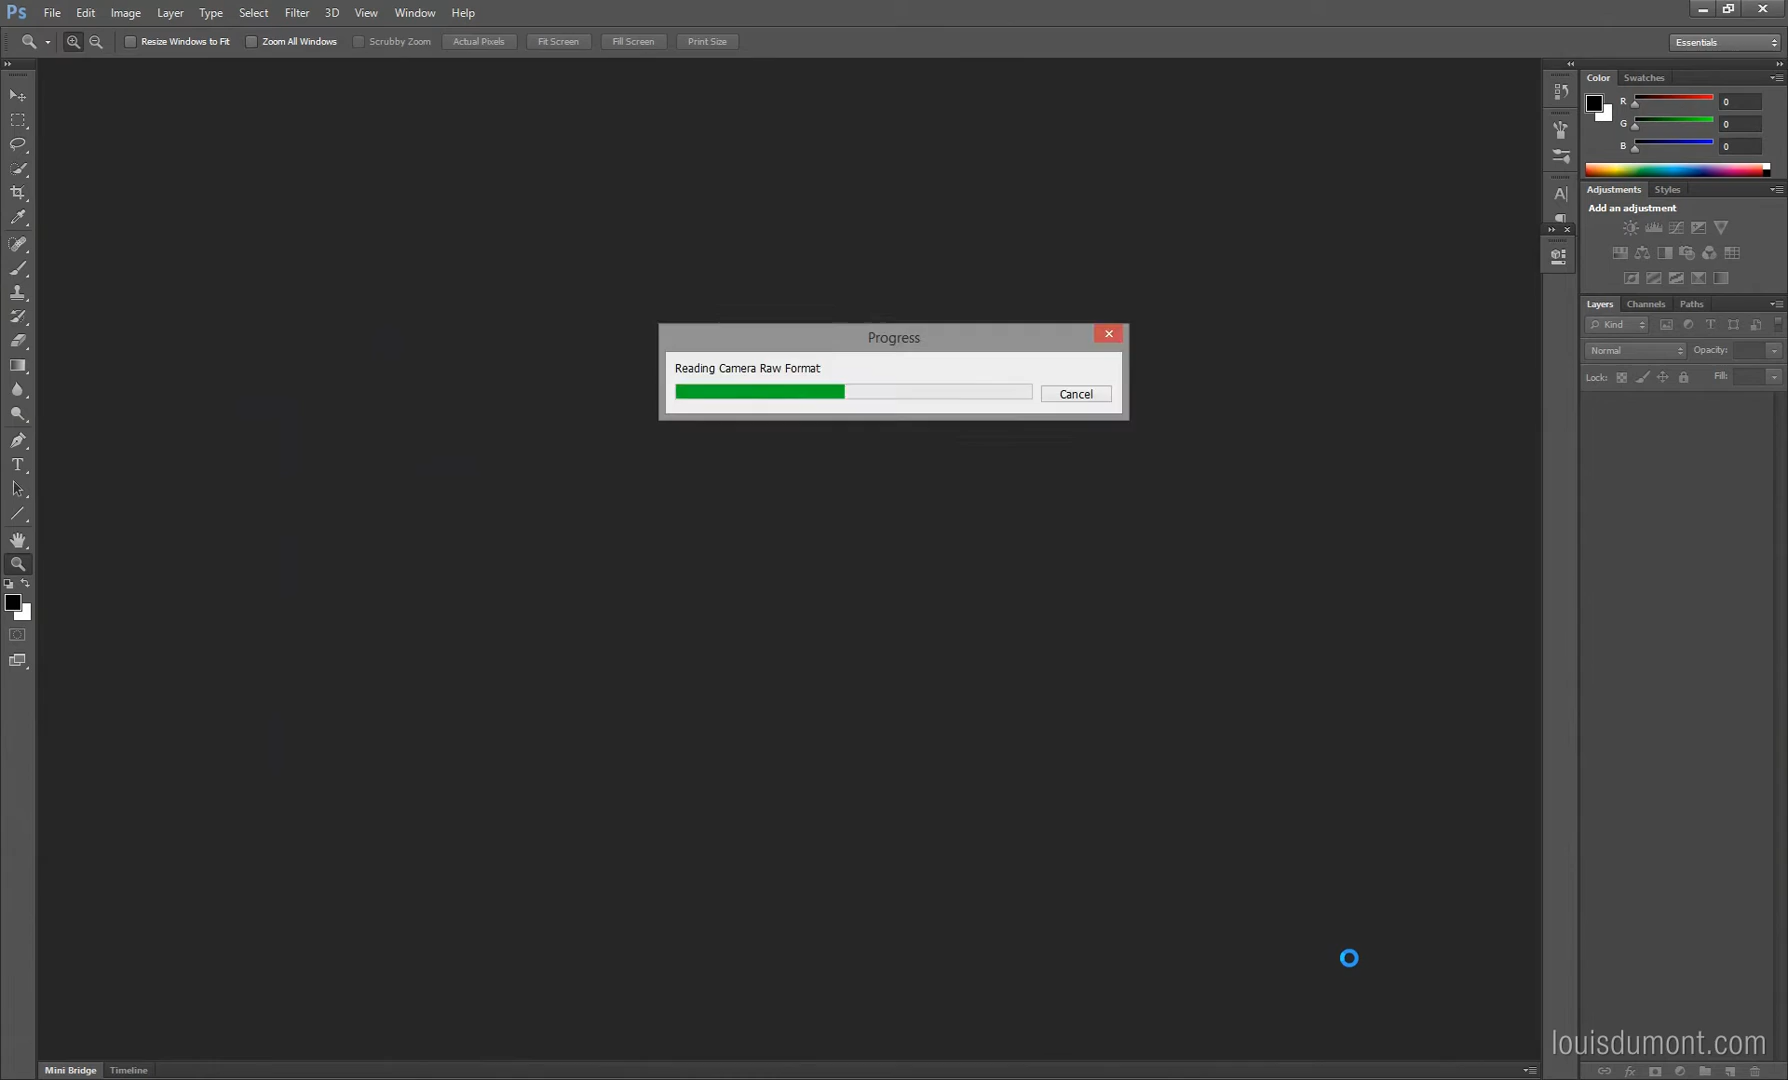 Ps File Edit Image Layer Type Select Filter 3D View Window Help
Resize Windows to Fit Zoom All Windows Scrubby Zoom Actual Pixels Fit Screen Fill Screen Print Size Essentials
Color Swatches
R 0
G 0
B 0
Adjustments Styles
Add an adjustment
Layers Channels Paths
Kind
Normal Opacity:
Lock: Fill:
Progress
Reading Camera Raw Format
Cancel
louisdumont.com
Mini Bridge Timeline